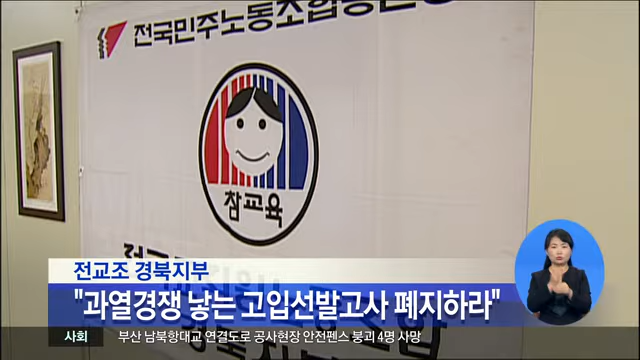 전국민주노동조합총연맹
참교육
전교조 경북지부
"과열경쟁 낳는 고입선발고사 폐지하라"
사회 부산 남북항대교 연결도로 공사현장 안전펜스 붕괴 4명 사망